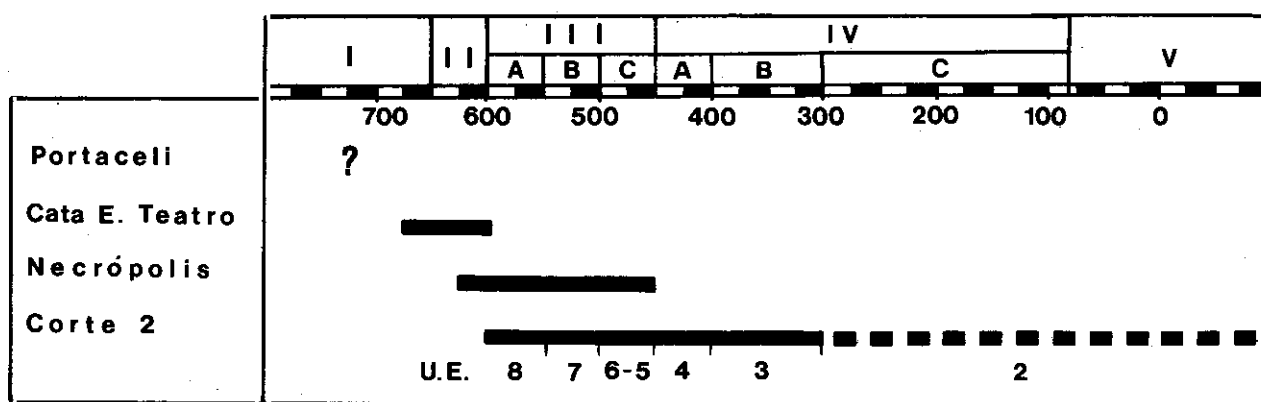 I II III IV V
A B C A B C
700 600 500 400 300 200 100 0
Portaceli ?
Cata E. Teatro
Necrópolis
Corte 2
U.E. 8 7 6-5 4 3 2